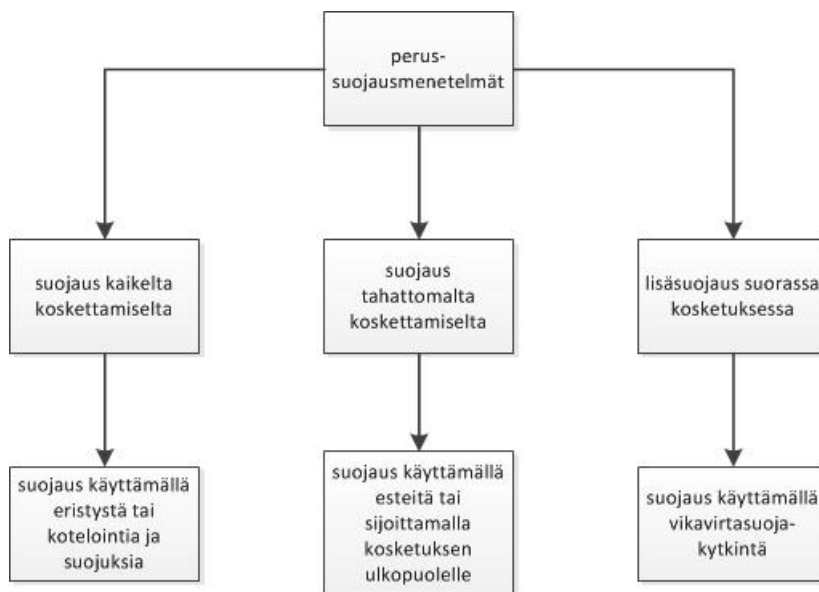 perus-
suojausmenetelmät
suojaus kaikelta
koskettamiselta
suojaus
tahattomalta
koskettamiselta
lisäsuojaus suorassa
kosketuksessa
suojaus käyttämällä
eristystä tai
kotelointia ja
suojuksia
suojaus käyttämällä
esteitä tai
sijoittamalla
kosketuksen
ulkopuolelle
suojaus käyttämällä
vikavirtasuoja-
kytkintä